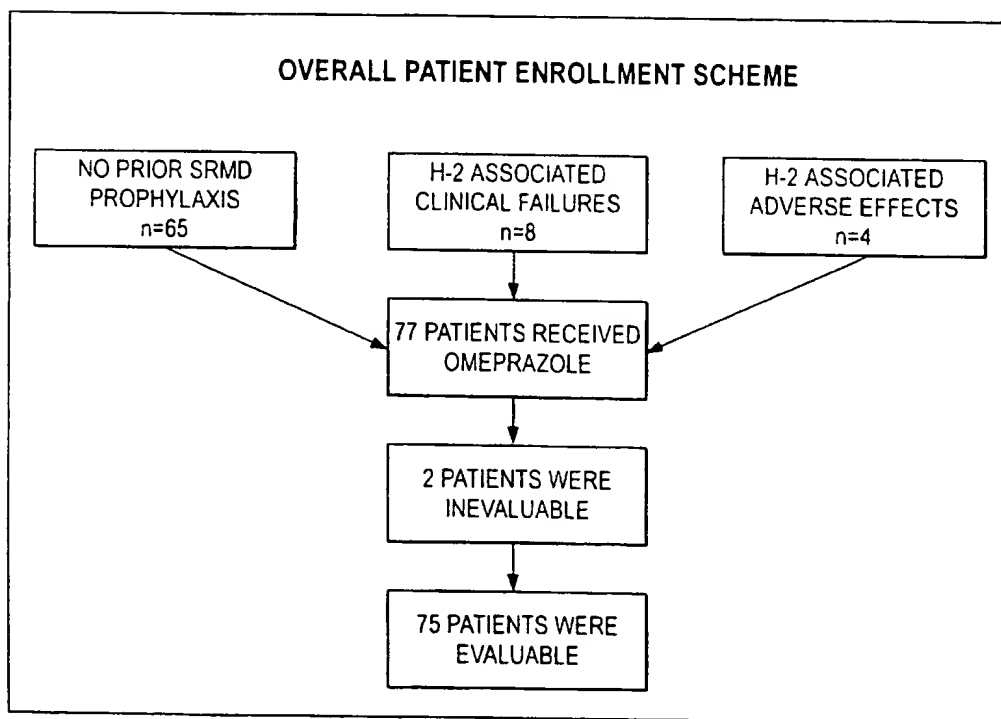 OVERALL PATIENT ENROLLMENT SCHEME
NO PRIOR SRMD
PROPHYLAXIS
n=65
H-2 ASSOCIATED
CLINICAL FAILURES
n=8
H-2 ASSOCIATED
ADVERSE EFFECTS
n=4
77 PATIENTS RECEIVED
OMEPRAZOLE
2 PATIENTS WERE
INEVALUABLE
75 PATIENTS WERE
EVALUABLE